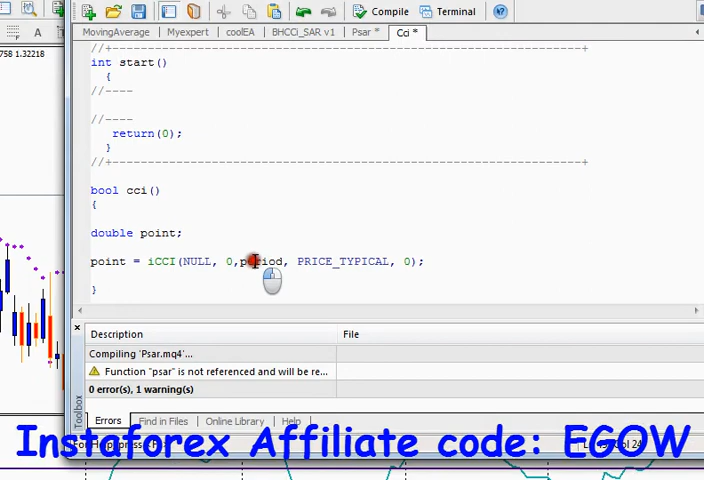 Compile Terminal
MovingAverage Myexpert coolEA BHCCi_SAR v1 Psar * Cci *
758 1.32218
//+------------------------------------------------------------------+
int start()
{
//----
//----
return(0);
}
//+------------------------------------------------------------------+
bool cci()
{
double point;
point = iCCI(NULL, 0,period, PRICE_TYPICAL, 0);
}
Description File
Compiling 'Psar.mq4'...
Function "psar" is not referenced and will be re...
0 error(s), 1 warning(s)
Toolbox
Errors Find in Files Online Library Help
Instaforex Affiliate code: EGOW